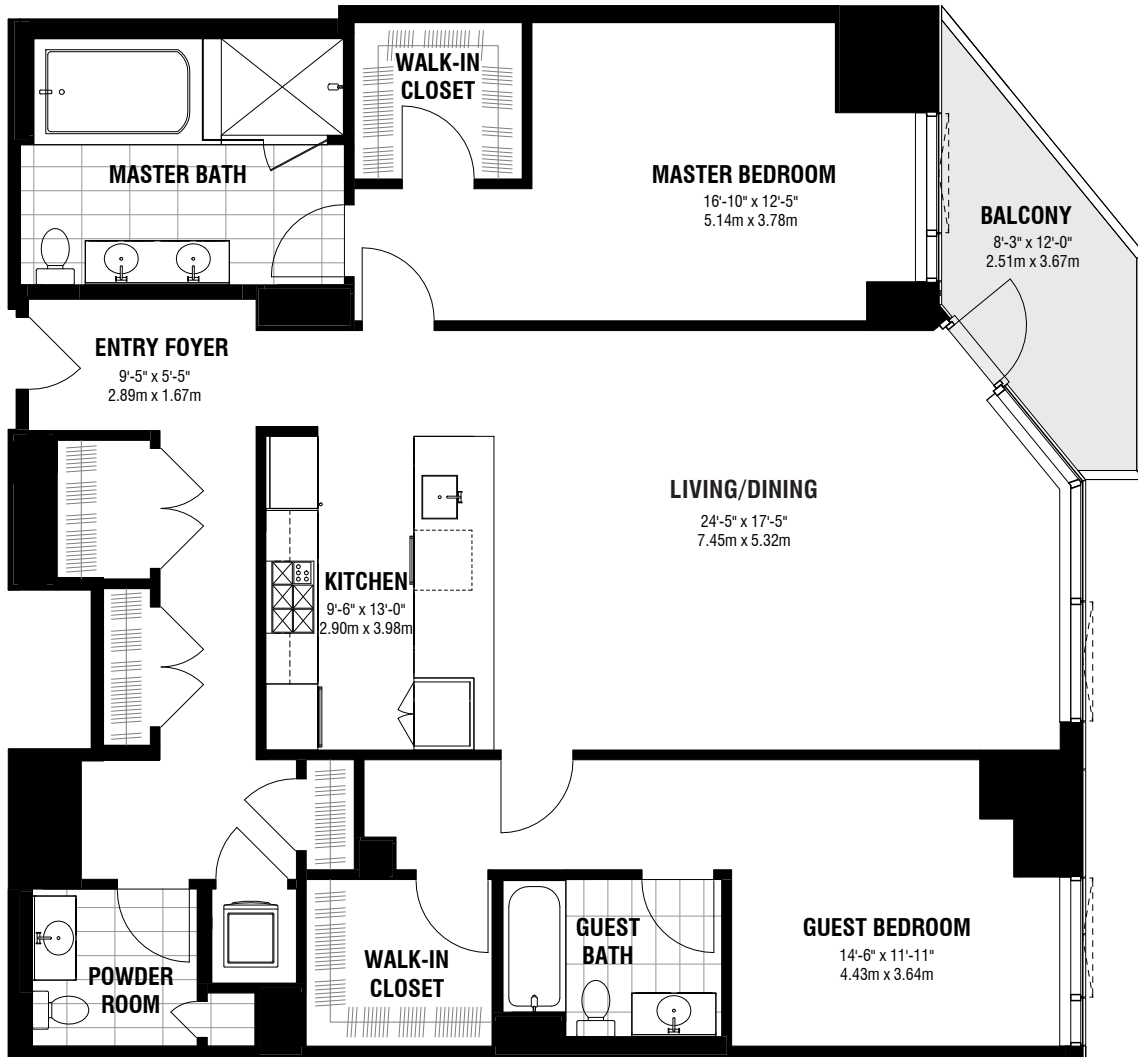 WALK-IN
CLOSET
MASTER BATH
MASTER BEDROOM
16'-10" x 12'-5"
5.14m x 3.78m
BALCONY
8'-3" x 12'-0"
2.51m x 3.67m
ENTRY FOYER
9'-5" x 5'-5"
2.89m x 1.67m
LIVING/DINING
24'-5" x 17'-5"
7.45m x 5.32m
KITCHEN
9'-6" x 13'-0"
2.90m x 3.98m
GUEST BEDROOM
14'-6" x 11'-11"
4.43m x 3.64m
GUEST
BATH
WALK-IN
CLOSET
POWDER
ROOM